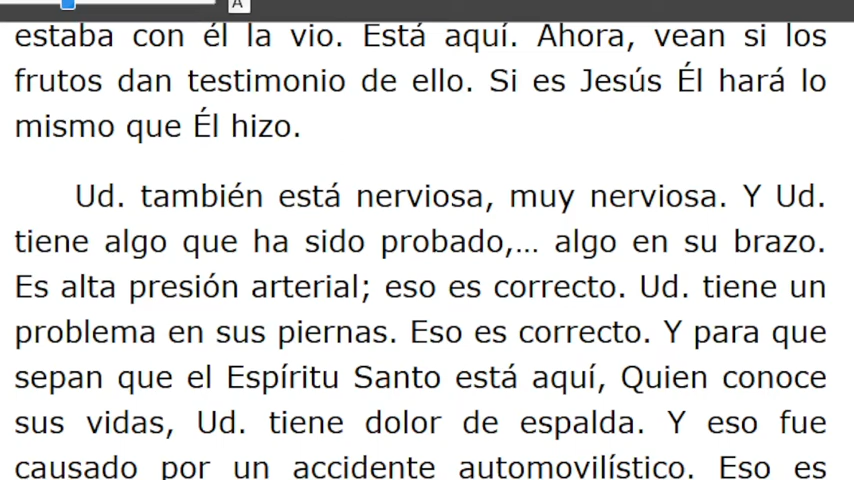 A
estaba con él la vio. Está aquí. Ahora, vean si los
frutos dan testimonio de ello. Si es Jesús Él hará lo
mismo que Él hizo.
Ud. también está nerviosa, muy nerviosa. Y Ud.
tiene algo que ha sido probado,... algo en su brazo.
Es alta presión arterial; eso es correcto. Ud. tiene un
problema en sus piernas. Eso es correcto. Y para que
sepan que el Espíritu Santo está aquí, Quien conoce
sus vidas, Ud. tiene dolor de espalda. Y eso fue
causado por un accidente automovilístico. Eso es